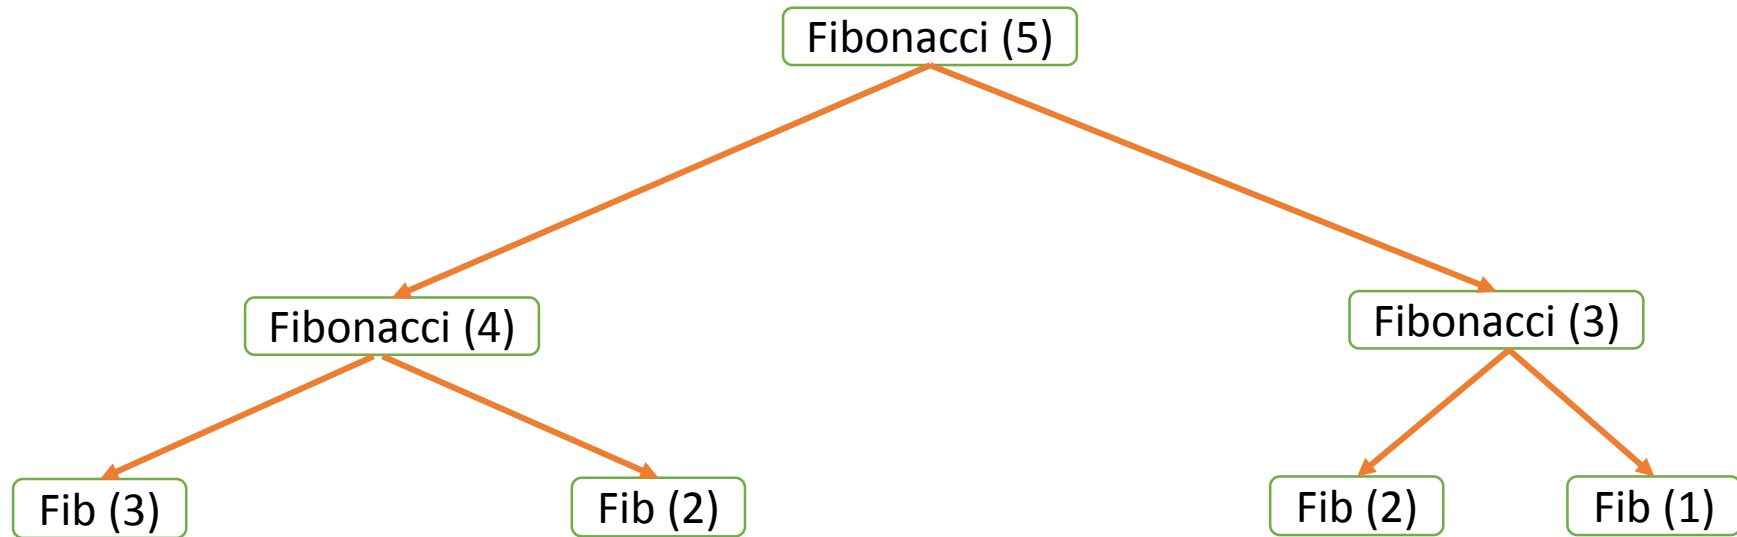 Fibonacci (5)
Fibonacci (4)
Fibonacci (3)
Fib (3)
Fib (2)
Fib (2)
Fib (1)